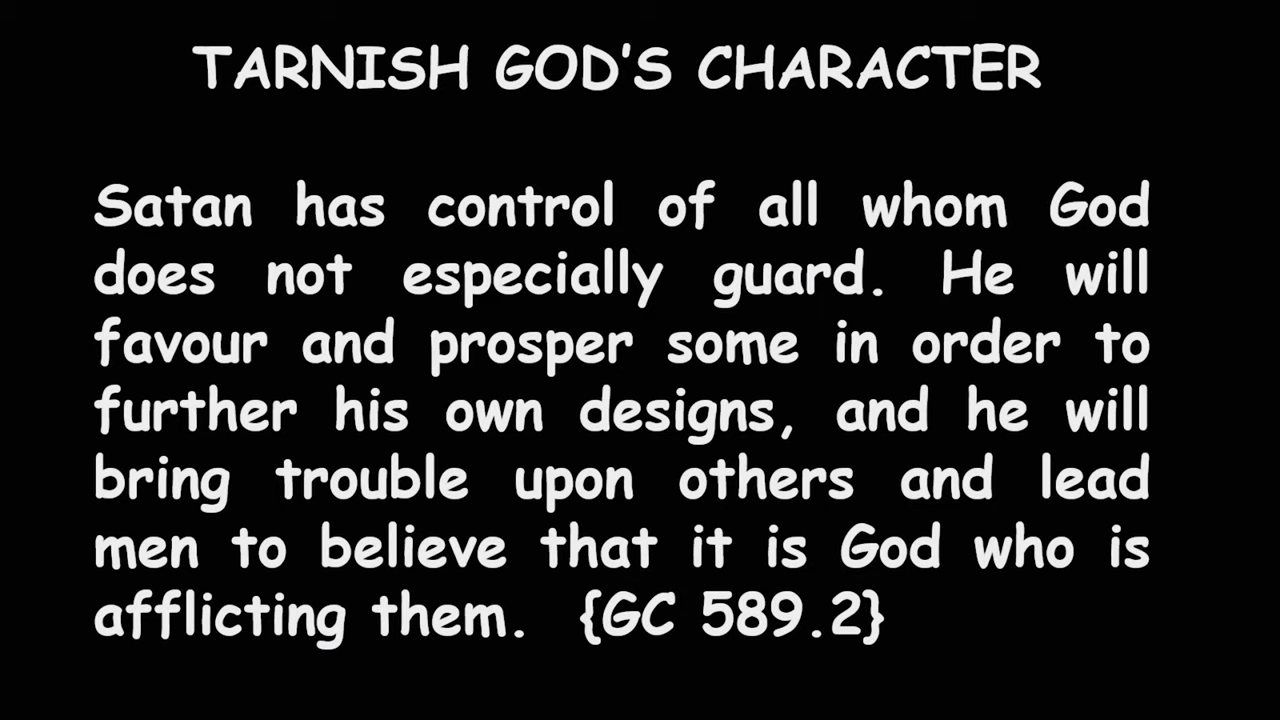 TARNISH GOD'S CHARACTER
Satan has control of all whom God
does not especially guard. He will
favour and prosper some in order to
further his own designs, and he will
bring trouble upon others and lead
men to believe that it is God who is
afflicting them. {GC 589.2}